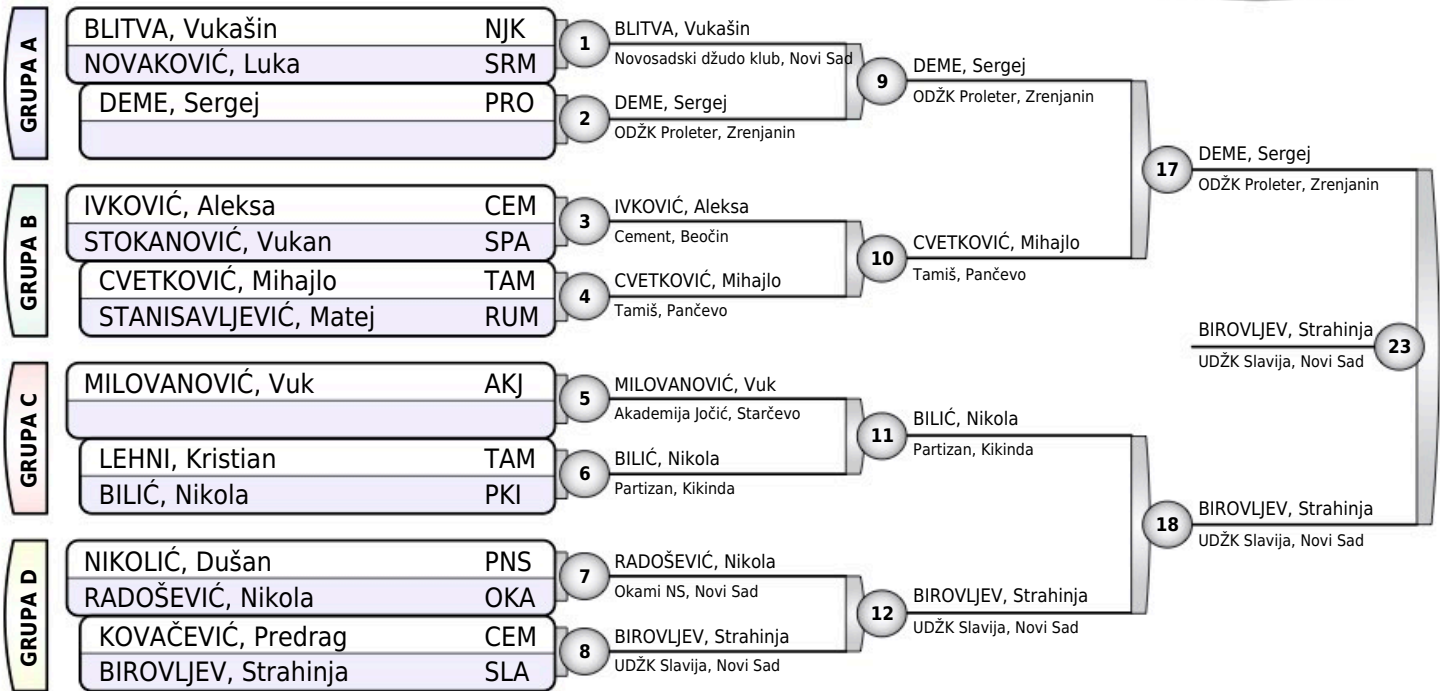 GRUPA A
BLITVA, Vukašin NJK
NOVAKOVIĆ, Luka SRM
DEME, Sergej PRO
GRUPA B
IVKOVIĆ, Aleksa CEM
STOKANOVIĆ, Vukan SPA
CVETKOVIĆ, Mihajlo TAM
STANISAVLJEVIĆ, Matej RUM
GRUPA C
MILOVANOVIĆ, Vuk AKJ
LEHNI, Kristian TAM
BILIĆ, Nikola PKI
GRUPA D
NIKOLIĆ, Dušan PNS
RADOŠEVIĆ, Nikola OKA
KOVAČEVIĆ, Predrag CEM
BIROVLJEV, Strahinja SLA
1
BLITVA, Vukašin
Novosadski džudo klub, Novi Sad
2
DEME, Sergej
ODŽK Proleter, Zrenjanin
3
IVKOVIĆ, Aleksa
Cement, Beočin
4
CVETKOVIĆ, Mihajlo
Tamiš, Pančevo
5
MILOVANOVIĆ, Vuk
Akademija Jočić, Starčevo
6
BILIĆ, Nikola
Partizan, Kikinda
7
RADOŠEVIĆ, Nikola
Okami NS, Novi Sad
8
BIROVLJEV, Strahinja
UDŽK Slavija, Novi Sad
9
DEME, Sergej
ODŽK Proleter, Zrenjanin
10
CVETKOVIĆ, Mihajlo
Tamiš, Pančevo
11
BILIĆ, Nikola
Partizan, Kikinda
12
BIROVLJEV, Strahinja
UDŽK Slavija, Novi Sad
17
DEME, Sergej
ODŽK Proleter, Zrenjanin
18
BIROVLJEV, Strahinja
UDŽK Slavija, Novi Sad
BIROVLJEV, Strahinja
UDŽK Slavija, Novi Sad
23